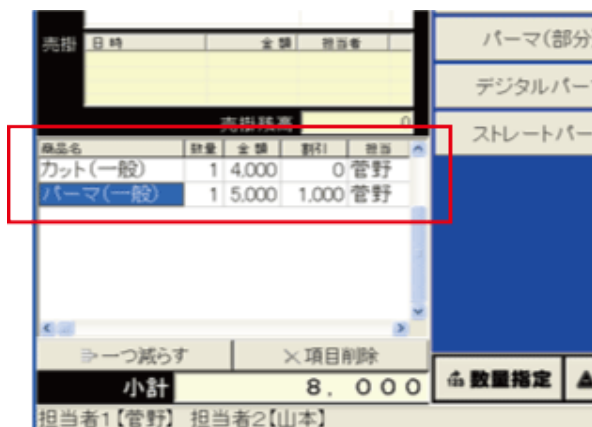 売掛 日時 金額 担当者
パーマ(部分
デジタルパー
売掛残高 0
ストレートパー
商品名 数量 金額 割引 担当
カット(一般) 1 4,000 0 菅野
パーマ(一般) 1 5,000 1,000 菅野
一つ減らす ×項目削除
小計 8,000
数量指定
担当者1【菅野】 担当者2【山本】